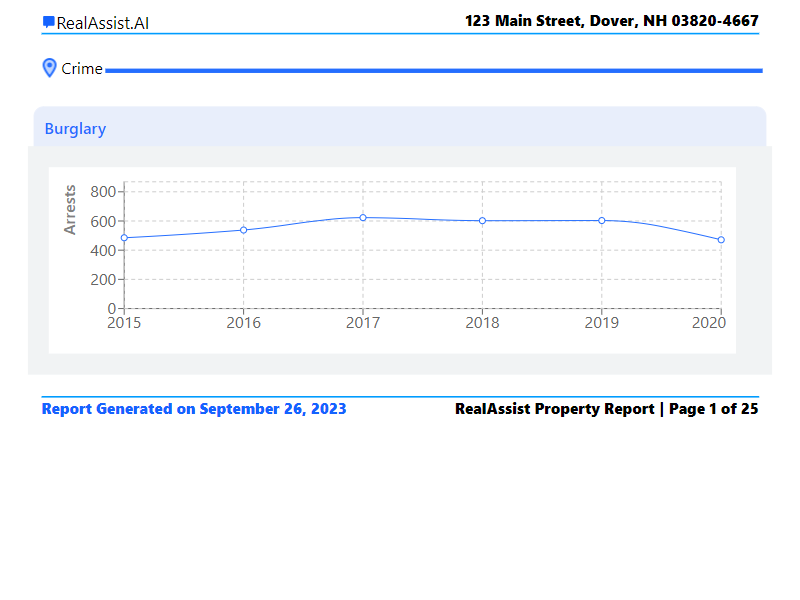 RealAssist.AI
123 Main Street, Dover, NH 03820-4667
Crime
Burglary
Arrests
800
600
400
200
0
2015 2016 2017 2018 2019 2020
Report Generated on September 26, 2023
RealAssist Property Report | Page 1 of 25